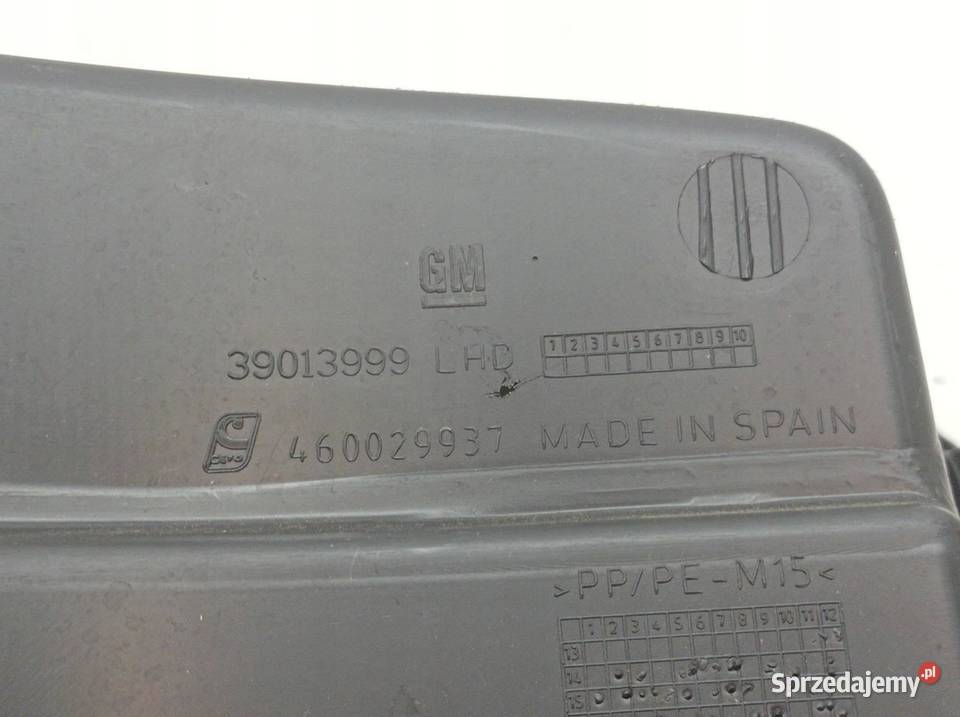 GM
39013999 LHD
1 2 3 4 5 6 7 8 9 10
460029937 MADE IN SPAIN
>PP/PE-M15<
1 2 3 4 5 6 7 8 9 10 11 12
13
14
15
Sprzedajemy.pl